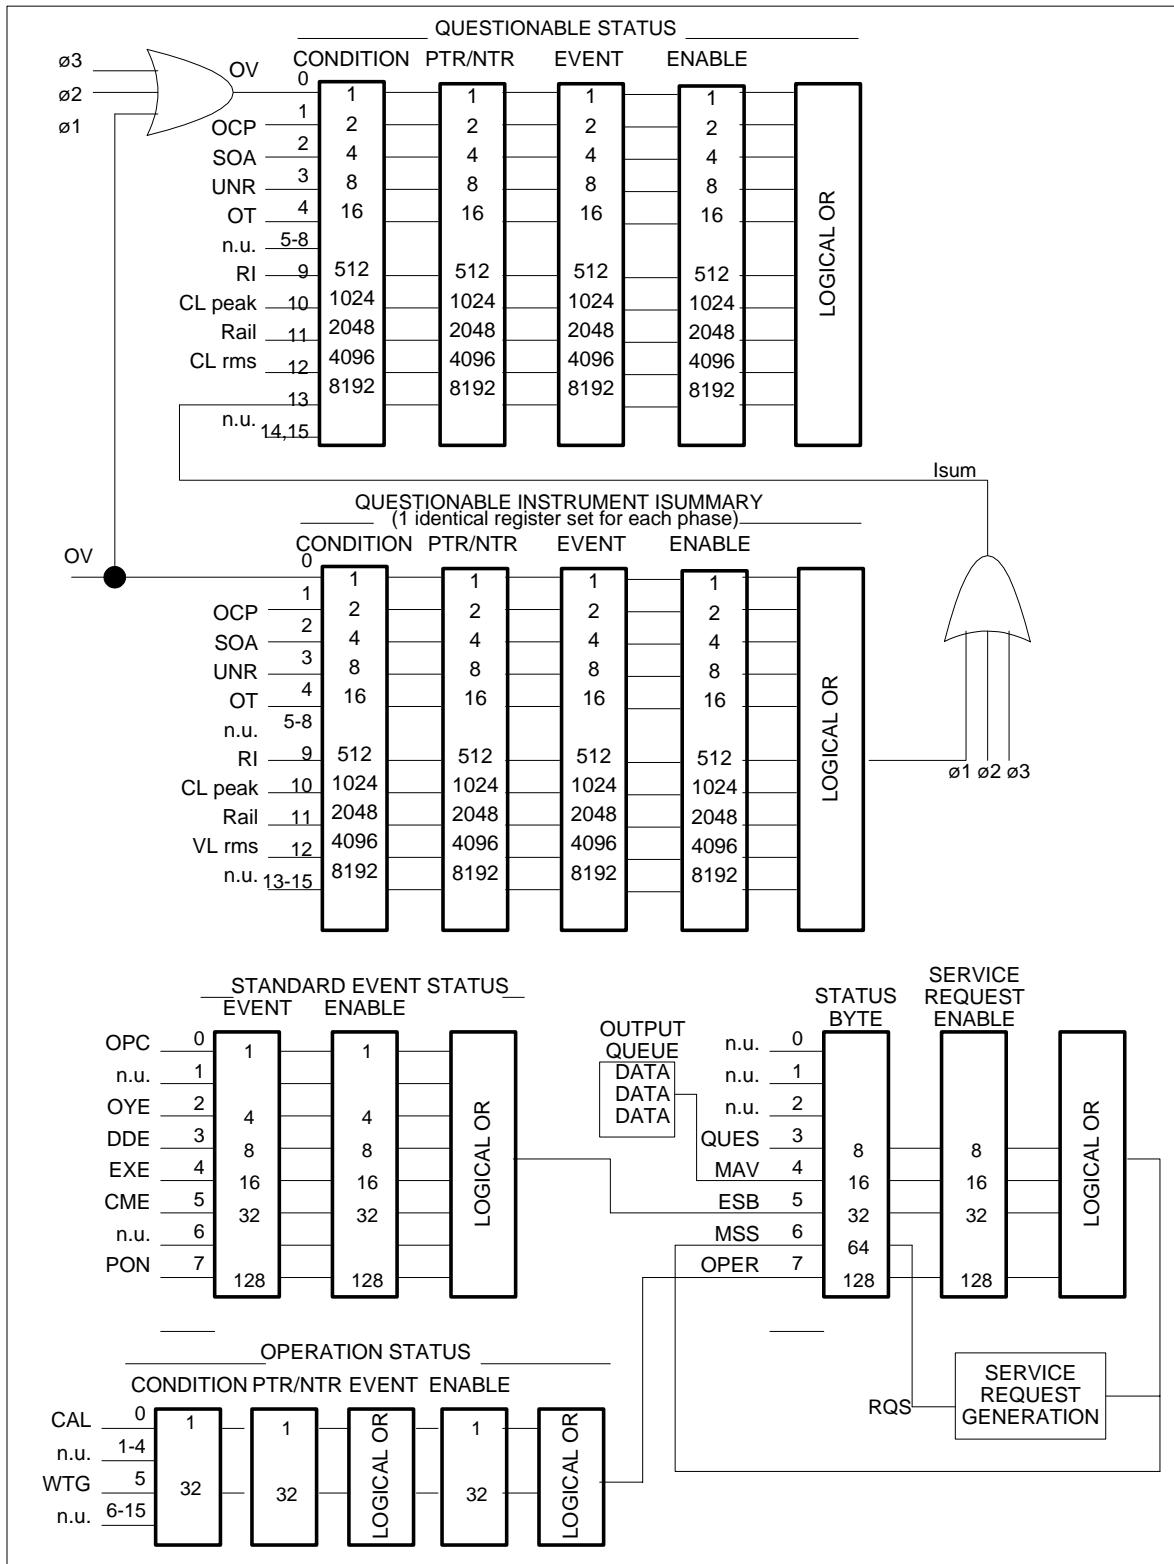 QUESTIONABLE STATUS
CONDITION PTR/NTR EVENT ENABLE
ø3
ø2
ø1
OV 0 1 1 1 1
OCP 1 2 2 2 2
SOA 2 4 4 4 4
UNR 3 8 8 8 8
OT 4 16 16 16 16
n.u. 5-8
RI 9 512 512 512 512
CL peak 10 1024 1024 1024 1024
Rail 11 2048 2048 2048 2048
CL rms 12 4096 4096 4096 4096
13 8192 8192 8192 8192
n.u. 14,15
LOGICAL OR
Isum
QUESTIONABLE INSTRUMENT ISUMMARY
(1 identical register set for each phase)
CONDITION PTR/NTR EVENT ENABLE
OV 0 1 1 1 1
OCP 1 2 2 2 2
SOA 2 4 4 4 4
UNR 3 8 8 8 8
OT 4 16 16 16 16
n.u. 5-8
RI 9 512 512 512 512
CL peak 10 1024 1024 1024 1024
Rail 11 2048 2048 2048 2048
VL rms 12 4096 4096 4096 4096
n.u. 13-15 8192 8192 8192 8192
LOGICAL OR
ø1 ø2 ø3
STANDARD EVENT STATUS
EVENT ENABLE
OPC 0 1 1
n.u. 1
OYE 2 4 4
DDE 3 8 8
EXE 4 16 16
CME 5 32 32
n.u. 6
PON 7 128 128
LOGICAL OR
OUTPUT
QUEUE
DATA
DATA
DATA
STATUS
BYTE
SERVICE
REQUEST
ENABLE
n.u. 0
n.u. 1
n.u. 2
QUES 3 8 8
MAV 4 16 16
ESB 5 32 32
MSS 6 64
OPER 7 128 128
LOGICAL OR
OPERATION STATUS
CONDITION PTR/NTR EVENT ENABLE
CAL 0 1 1 1
n.u. 1-4
WTG 5 32 32 32
n.u. 6-15
LOGICAL OR
LOGICAL OR
RQS
SERVICE
REQUEST
GENERATION